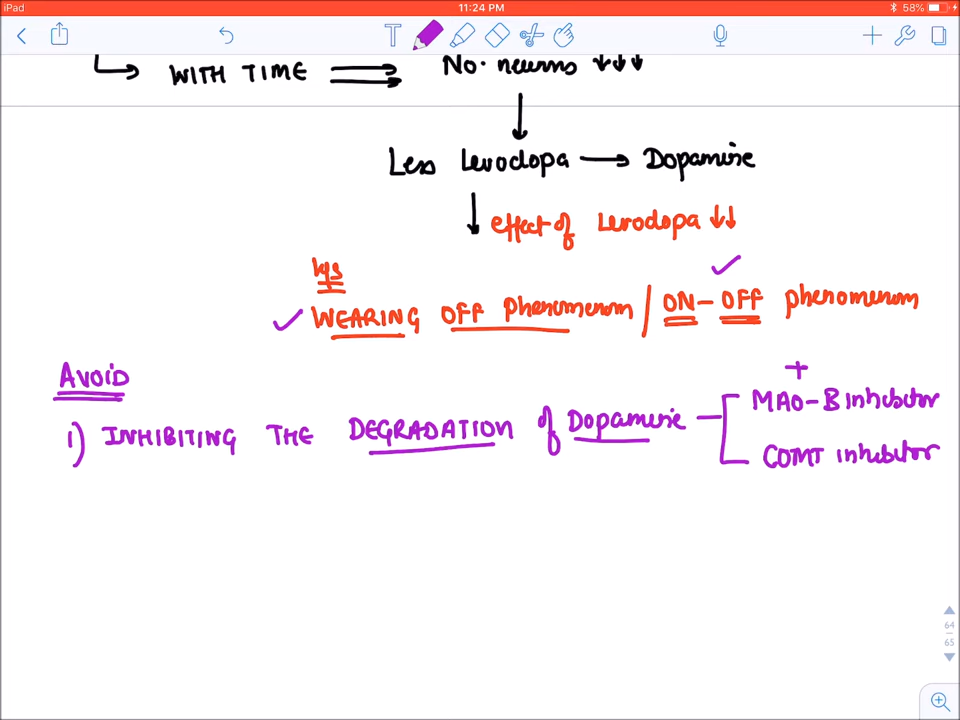 iPad 11:24 PM 58%
T
WITH TIME No. neurons ↓↓↓
Less Levodopa → Dopamine
effect of Levodopa ↓↓
WEARING OFF phenomenon / ON-OFF phenomenon
Avoid
+
MAO-B inhibitor
1) INHIBITING THE DEGRADATION of Dopamine
COMT inhibitor
64
65